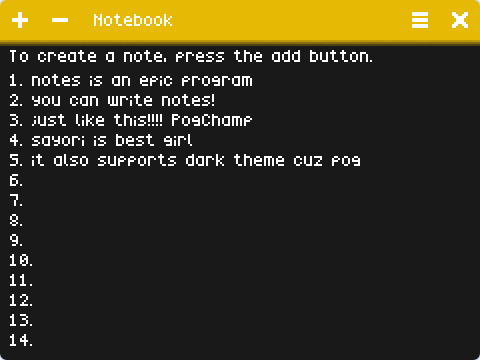 Notebook
To create a note, press the add button.
1. notes is an epic program
2. you can write notes!
3. just like this!!!! PogChamp
4. sayori is best girl
5. it also supports dark theme cuz pog
6.
7.
8.
9.
10.
11.
12.
13.
14.